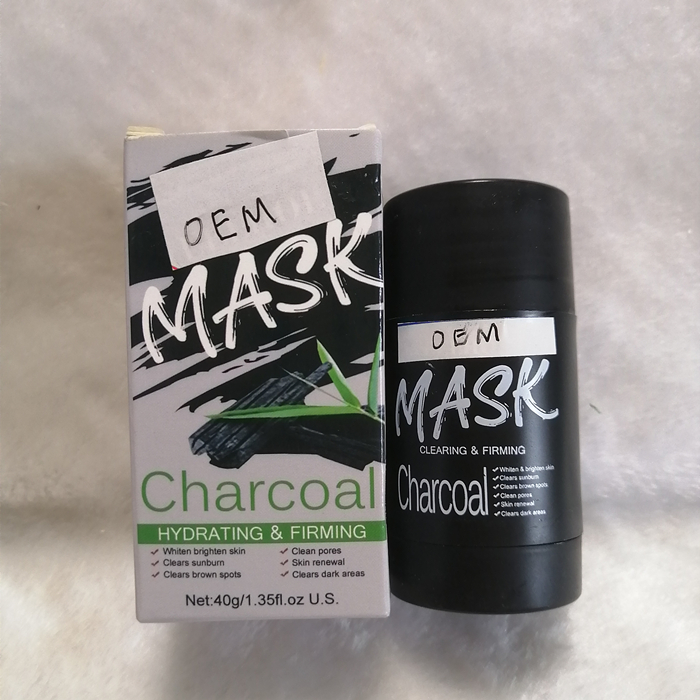 OEM
MASK
Charcoal
HYDRATING & FIRMING
Whiten brighten skin
Clears sunburn
Clears brown spots
Clean pores
Skin renewal
Clears dark areas
Net:40g/1.35fl.oz U.S.
OEM
MASK
CLEARING & FIRMING
Charcoal
Whiten & brighten skin
Clears sunburn
Clears brown spots
Clean pores
Skin renewal
Clears dark areas